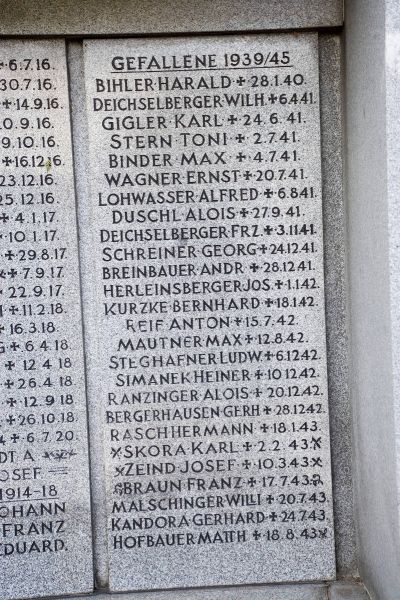 6.7.16.
30.7.16.
14.9.16.
9.10.16.
16.12.16
23.12.16.
25.12.16.
4.1.17.
10.1.17.
29.8.17
7.9.17
22.9.17
11.2.18
16.3.18
6.4.18
12 4 18
26.4.18
12.9.18
26.10.18
6.7.20.
1914-18
FRANZ
EDUARD.
GEFALLENE 1939/45
BIHLER·HARALD ✝ 28·1.40.
DEICHSELBERGER·WILH.✝6.4.41.
GIGLER·KARL ✝ 24.6.41.
STERN TONI ✝ 2.7.41.
BINDER MAX ✝ 4.7.41.
WAGNER·ERNST ✝ 20.7.41.
LOHWASSER·ALFRED ✝ 6.8.41.
DUSCHL·ALOIS ✝ 27.9.41.
DEICHSELBERGER·FRZ.✝ 3.11.41.
SCHREINER·GEORG ✝ 24.12.41.
BREINBAUER·ANDR ✝ 28.12.41.
HERLEINSBERGER·JOS.✝ 1.1.42.
KURZKE·BERNHARD ✝ 18.1.42.
REIF ANTON ✝ 15.7.42.
MAUTNER·MAX ✝ 12.8.42.
STEGHAFNER·LUDW ✝ 6.12.42.
SIMANEK·HEINER ✝ 10.12.42.
RANZINGER·ALOIS ✝ 20.12.42.
BERGERHAUSEN·GERH ✝ 28.12.42.
RASCH·HERMANN ✝ 18.1.43.
SKORA·KARL ✝ 2.2.43
ZEIND JOSEF ✝ 10.3.43
BRAUN·FRANZ ✝ 17.7.43
MALSCHINGER·WILLI ✝ 20.7.43.
KANDORA·GERHARD ✝ 24.7.43.
HOFBAUER·MATTH ✝ 18.8.43